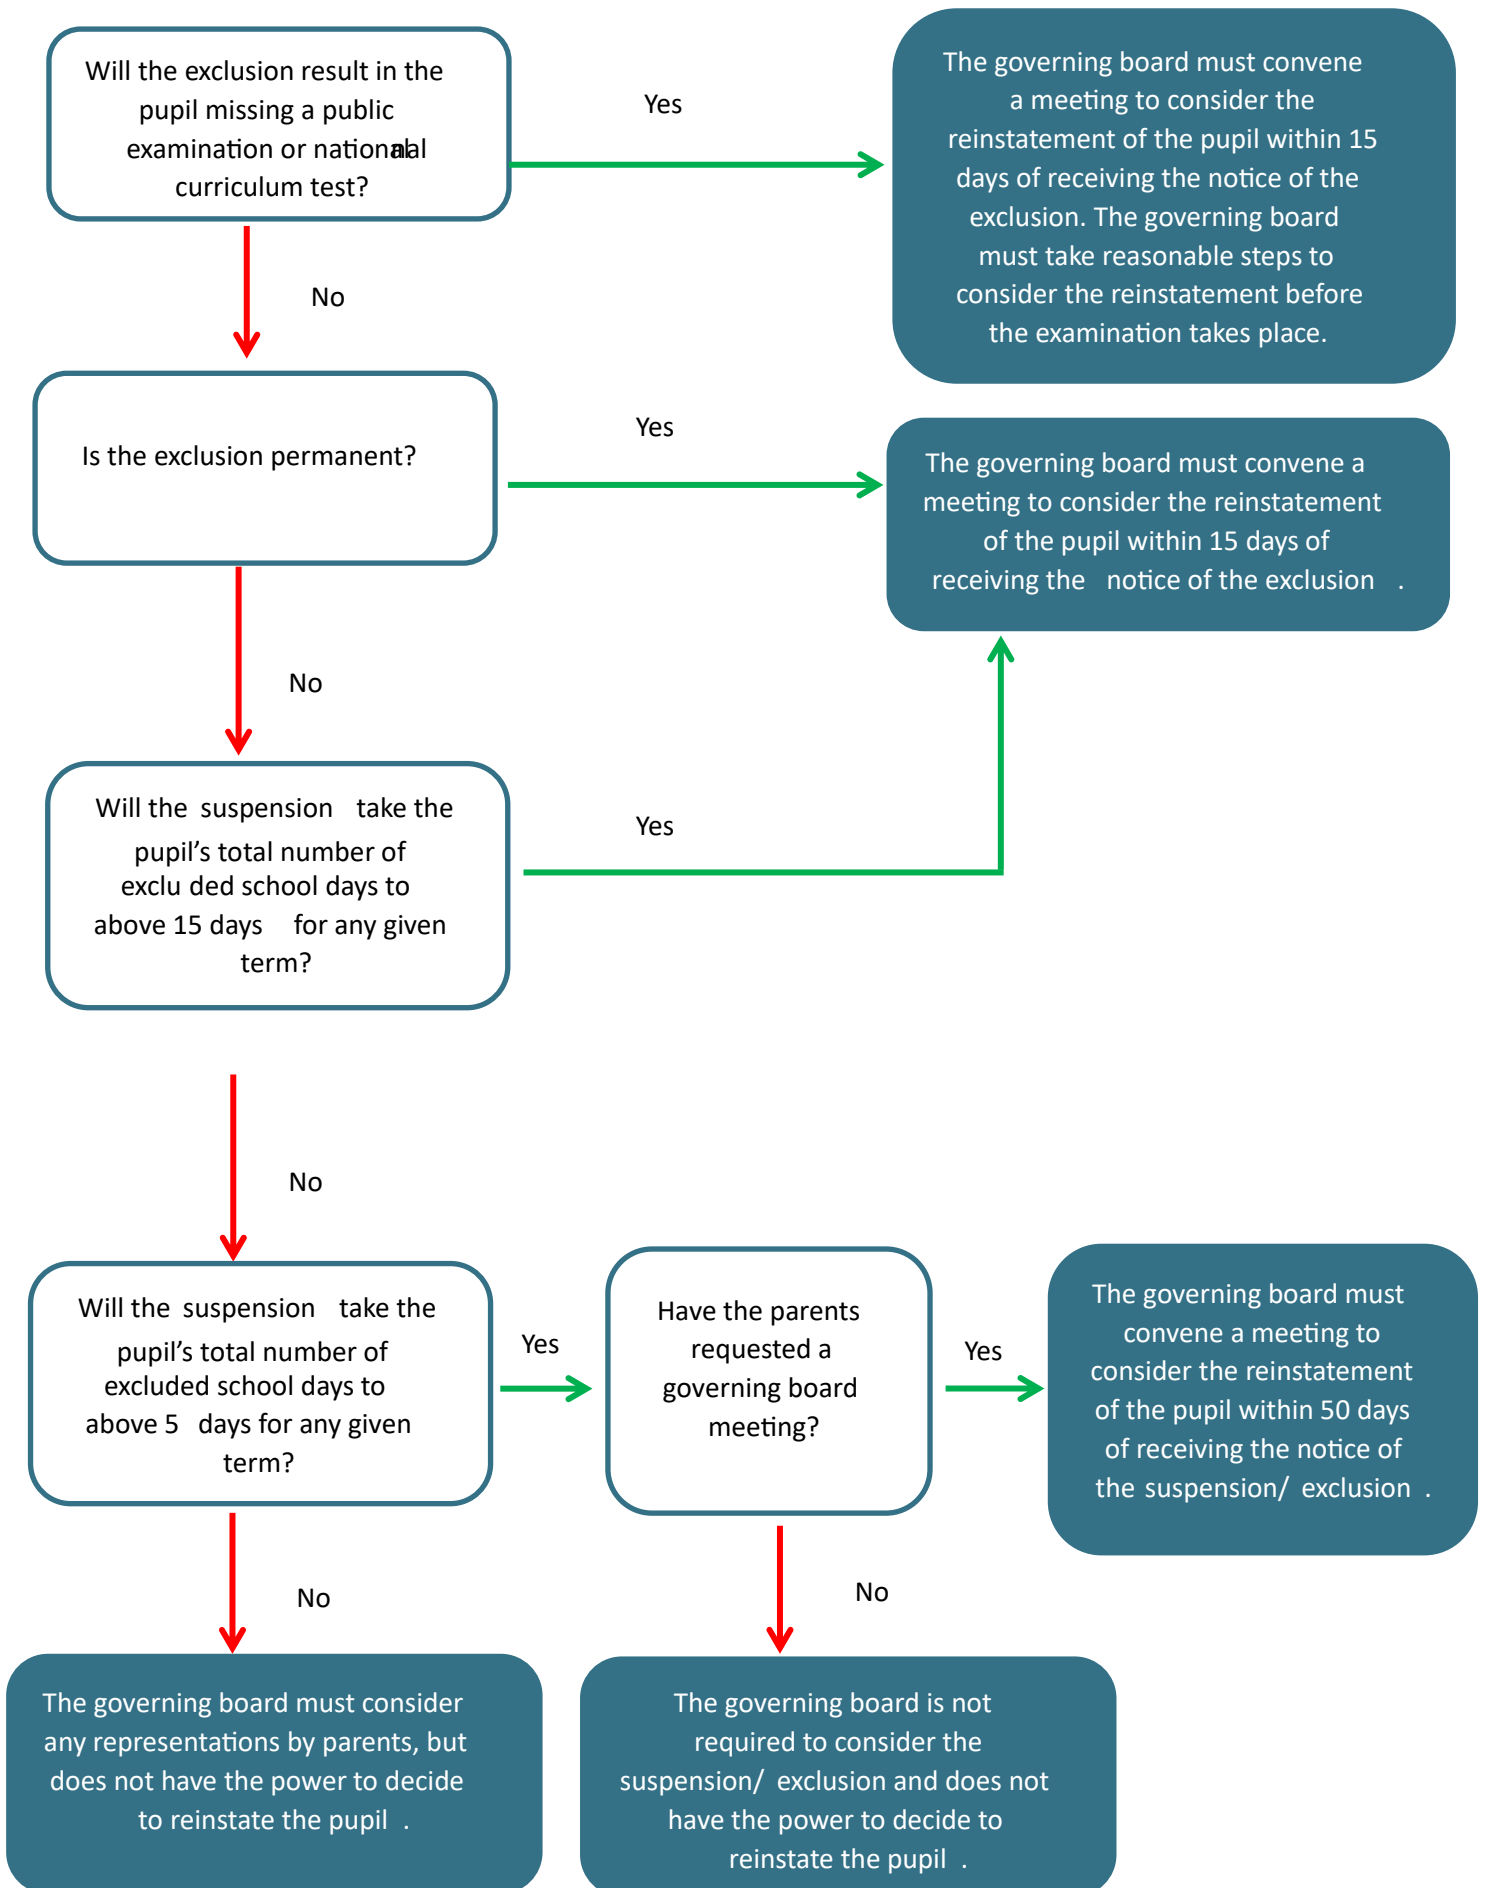 Will the exclusion result in the
pupil missing a public
examination or national
curriculum test?
Yes
The governing board must convene
a meeting to consider the
reinstatement of the pupil within 15
days of receiving the notice of the
exclusion. The governing board
must take reasonable steps to
consider the reinstatement before
the examination takes place.
No
Is the exclusion permanent?
Yes
The governing board must convene a
meeting to consider the reinstatement
of the pupil within 15 days of
receiving the notice of the exclusion .
No
Will the suspension take the
pupil’s total number of
exclu ded school days to
above 15 days for any given
term?
Yes
No
Will the suspension take the
pupil’s total number of
excluded school days to
above 5 days for any given
term?
Yes
Have the parents
requested a
governing board
meeting?
Yes
The governing board must
convene a meeting to
consider the reinstatement
of the pupil within 50 days
of receiving the notice of
the suspension/ exclusion .
No
No
The governing board must consider
any representations by parents, but
does not have the power to decide
to reinstate the pupil .
The governing board is not
required to consider the
suspension/ exclusion and does not
have the power to decide to
reinstate the pupil .